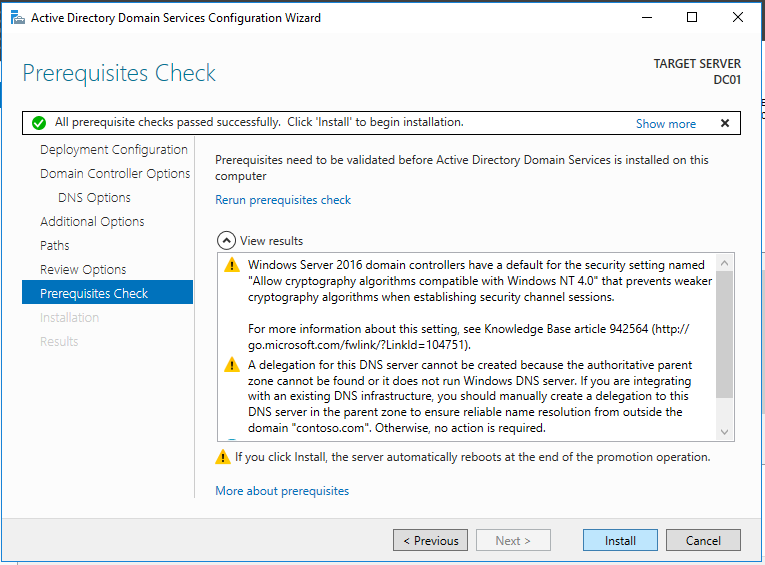 Active Directory Domain Services Configuration Wizard
Prerequisites Check
TARGET SERVER
DC01
All prerequisite checks passed successfully. Click 'Install' to begin installation.
Show more
Deployment Configuration
Domain Controller Options
DNS Options
Additional Options
Paths
Review Options
Prerequisites Check
Installation
Results
Prerequisites need to be validated before Active Directory Domain Services is installed on this
computer
Rerun prerequisites check
View results
Windows Server 2016 domain controllers have a default for the security setting named
"Allow cryptography algorithms compatible with Windows NT 4.0" that prevents weaker
cryptography algorithms when establishing security channel sessions.
For more information about this setting, see Knowledge Base article 942564 (http://
go.microsoft.com/fwlink/?LinkId=104751).
A delegation for this DNS server cannot be created because the authoritative parent
zone cannot be found or it does not run Windows DNS server. If you are integrating
with an existing DNS infrastructure, you should manually create a delegation to this
DNS server in the parent zone to ensure reliable name resolution from outside the
domain "contoso.com". Otherwise, no action is required.
If you click Install, the server automatically reboots at the end of the promotion operation.
More about prerequisites
< Previous
Next >
Install
Cancel